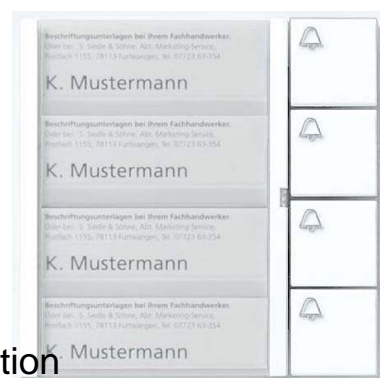 Beschriftungsunterlagen bei Ihrem Fachhandwerker.
Oder bei: S. Siedle & Söhne, Abt. Marketing-Service,
Postfach 1155, 78113 Furtwangen, Tel. 07723 63-354
K. Mustermann
Beschriftungsunterlagen bei Ihrem Fachhandwerker.
Oder bei: S. Siedle & Söhne, Abt. Marketing-Service,
Postfach 1155, 78113 Furtwangen, Tel. 07723 63-354
K. Mustermann
Beschriftungsunterlagen bei Ihrem Fachhandwerker.
Oder bei: S. Siedle & Söhne, Abt. Marketing-Service,
Postfach 1155, 78113 Furtwangen, Tel. 07723 63-354
K. Mustermann
Beschriftungsunterlagen bei Ihrem Fachhandwerker.
Oder bei: S. Siedle & Söhne, Abt. Marketing-Service,
Postfach 1155, 78113 Furtwangen, Tel. 07723 63-354
K. Mustermann
tion